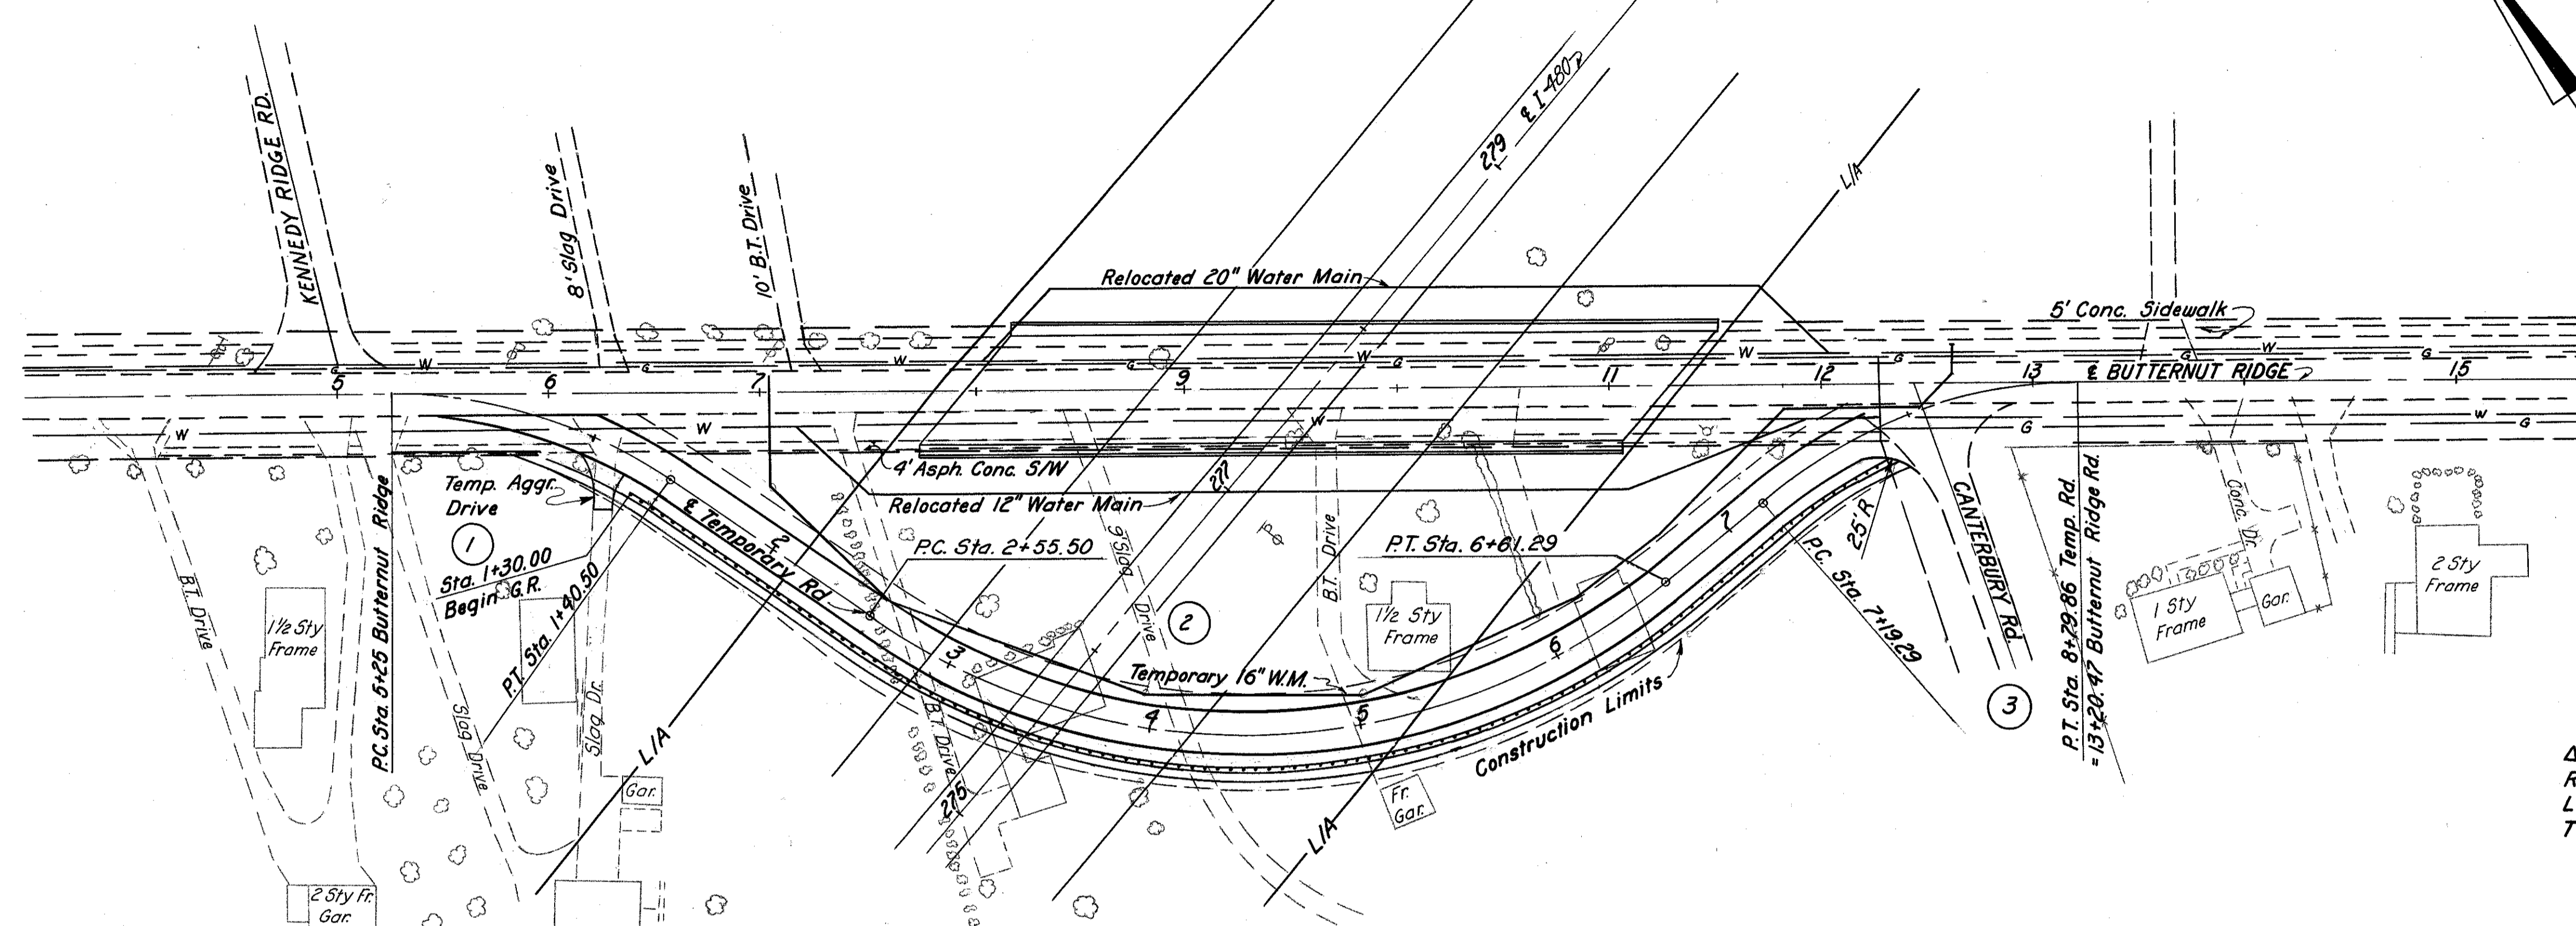 KENNEDY RIDGE RD.
8' Slag Drive
10' B.T. Drive
Relocated 20" Water Main
279
℄ I-480
L/A
5' Conc. Sidewalk
W
G
W
G
W
G
W
G
W
G
W
G
5
6
7
9
11
12
13
℄ BUTTERNUT RIDGE
15
W
W
W
G
W
G
4' Asph. Conc. S/W
Relocated 12" Water Main
277
Temp. Aggr.
Drive
1
Sta. 1+30.00
Begin G.R.
P.T. Sta. 1+40.50
P.C. Sta. 5+25 Butternut Ridge
℄ Temporary Rd
2
P.C. Sta. 2+55.50
9' Slag Drive
B.T. Drive
P.T. Sta. 6+61.29
7
25' R
P.C. Sta. 7+19.29
CANTERBURY Rd
P.T. Sta. 8+79.86 Temp. Rd.
= 13+20.97 Butternut Ridge Rd.
Conc. Dr.
1 Sty
Frame
Gar.
2 Sty
Frame
B.T. Drive
1½ Sty
Frame
Slag Drive
Slag Dr.
L/A
Gar.
2 Sty Fr.
Gar.
3
2
1½ Sty
Frame
Temporary 16" W.M.
4
5
6
Construction Limits
B.T. Drive
275
Fr.
Gar.
L/A
3
Δ
R
L
T